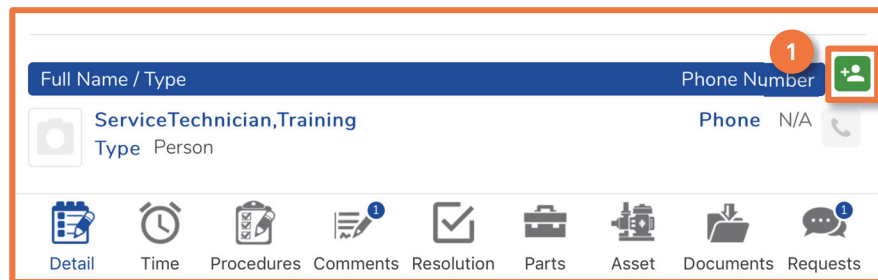 1
Full Name / Type Phone Number
ServiceTechnician,Training Phone N/A
Type Person
1 1
Detail Time Procedures Comments Resolution Parts Asset Documents Requests